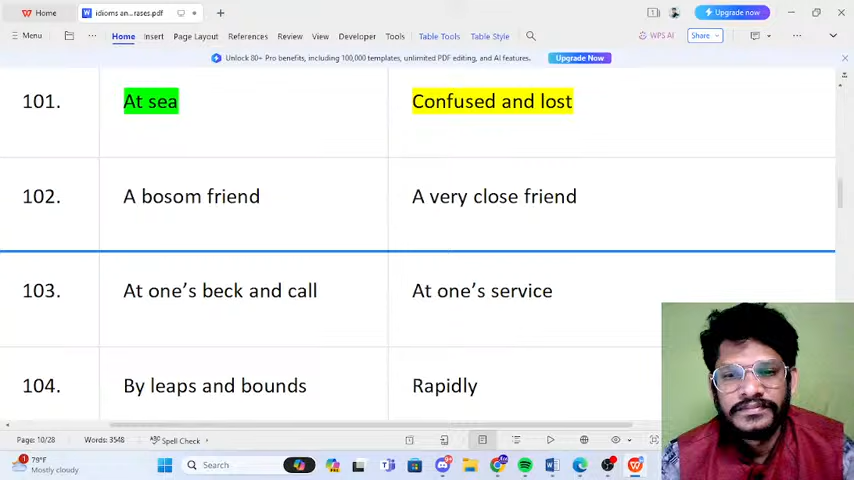 Home
idioms an...rases.pdf
Upgrade now
Menu
Home Insert Page Layout References Review View Developer Tools Table Tools Table Style
WPS AI
Share
Unlock 80+ Pro benefits, including 100,000 templates, unlimited PDF editing, and AI features.
Upgrade Now
101. At sea Confused and lost
102. A bosom friend A very close friend
103. At one's beck and call At one's service
104. By leaps and bounds Rapidly
Page: 10/28 Words: 3548 Spell Check
79°F
Mostly cloudy
Search